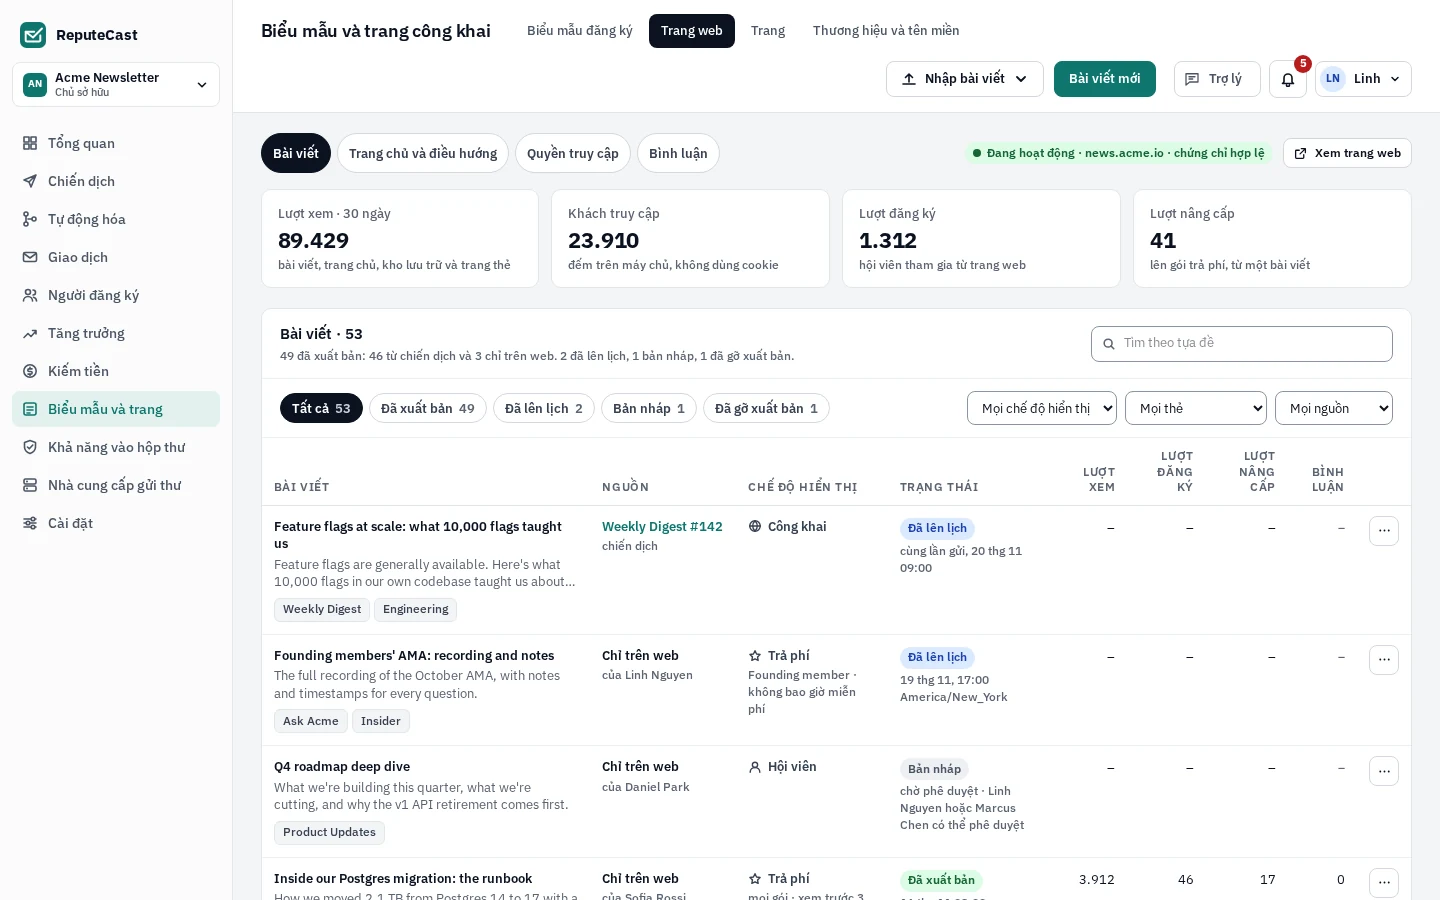 ReputeCast
AN
Acme Newsletter
Chủ sở hữu
Tổng quan
Chiến dịch
Tự động hóa
Giao dịch
Người đăng ký
Tăng trưởng
Kiếm tiền
Biểu mẫu và trang
Khả năng vào hộp thư
Nhà cung cấp gửi thư
Cài đặt
Biểu mẫu và trang công khai
Biểu mẫu đăng ký
Trang web
Trang
Thương hiệu và tên miền
Nhập bài viết
Bài viết mới
Trợ lý
5
LN
Linh
Bài viết
Trang chủ và điều hướng
Quyền truy cập
Bình luận
Đang hoạt động · news.acme.io · chứng chỉ hợp lệ
Xem trang web
Lượt xem · 30 ngày
89.429
bài viết, trang chủ, kho lưu trữ và trang thẻ
Khách truy cập
23.910
đếm trên máy chủ, không dùng cookie
Lượt đăng ký
1.312
hội viên tham gia từ trang web
Lượt nâng cấp
41
lên gói trả phí, từ một bài viết
Bài viết · 53
49 đã xuất bản: 46 từ chiến dịch và 3 chỉ trên web. 2 đã lên lịch, 1 bản nháp, 1 đã gỡ xuất bản.
Tìm theo tựa đề
Tất cả 53
Đã xuất bản 49
Đã lên lịch 2
Bản nháp 1
Đã gỡ xuất bản 1
Mọi chế độ hiển thị
Mọi thẻ
Mọi nguồn
BÀI VIẾT
NGUỒN
CHẾ ĐỘ HIỂN THỊ
TRẠNG THÁI
LƯỢT
XEM
LƯỢT
ĐĂNG
KÝ
LƯỢT
NÂNG
CẤP
BÌNH
LUẬN
Feature flags at scale: what 10,000 flags taught
us
Feature flags are generally available. Here's what
10,000 flags in our own codebase taught us about...
Weekly Digest
Engineering
Weekly Digest #142
chiến dịch
Công khai
Đã lên lịch
cùng lần gửi, 20 thg 11
09:00
–
–
–
–
Founding members' AMA: recording and notes
The full recording of the October AMA, with notes
and timestamps for every question.
Ask Acme
Insider
Chỉ trên web
của Linh Nguyen
Trả phí
Founding member ·
không bao giờ miễn
phí
Đã lên lịch
19 thg 11, 17:00
America/New_York
–
–
–
–
Q4 roadmap deep dive
What we're building this quarter, what we're
cutting, and why the v1 API retirement comes first.
Product Updates
Chỉ trên web
của Daniel Park
Hội viên
Bản nháp
chờ phê duyệt · Linh
Nguyen hoặc Marcus
Chen có thể phê duyệt
–
–
–
–
Inside our Postgres migration: the runbook
How we moved 2.1 TB from Postgres 14 to 17 with a
Chỉ trên web
của Sofia Rossi
Trả phí
mọi gói · xem trước 3
Đã xuất bản
3.912
46
17
0